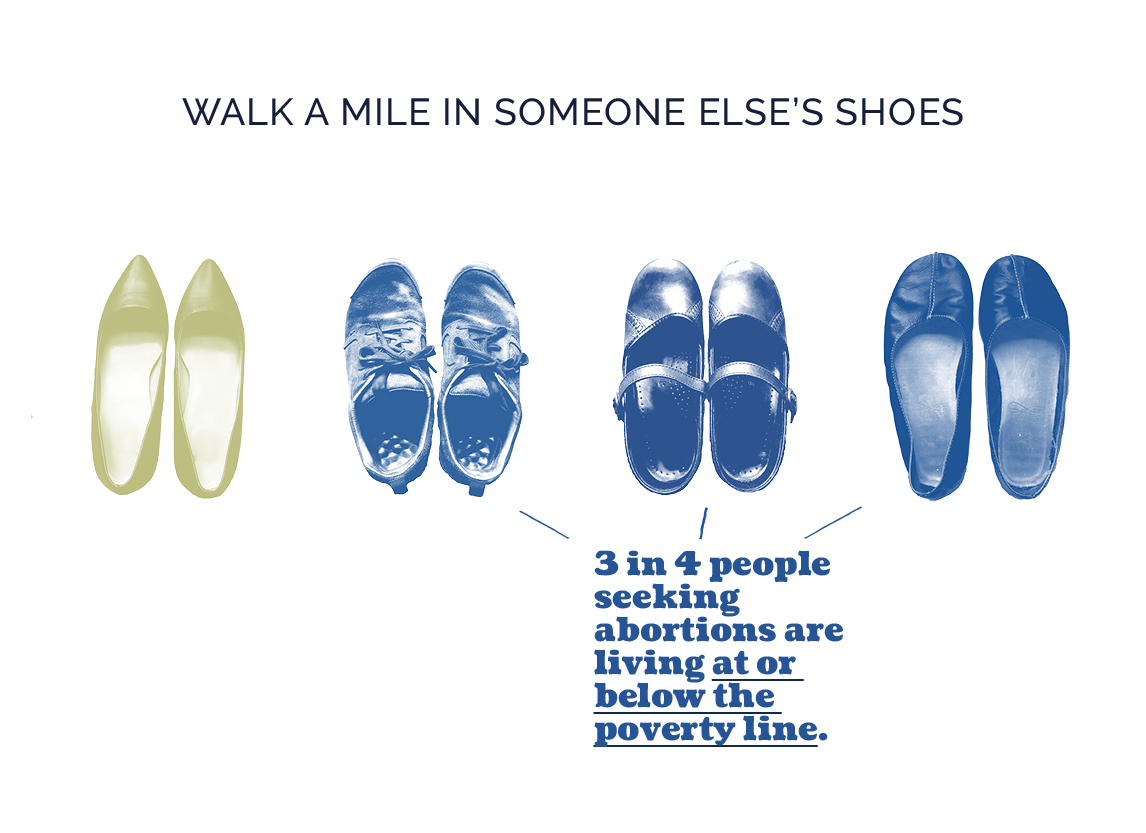 WALK A MILE IN SOMEONE ELSE’S SHOES
3 in 4 people
seeking
abortions are
living at or
below the
poverty line.